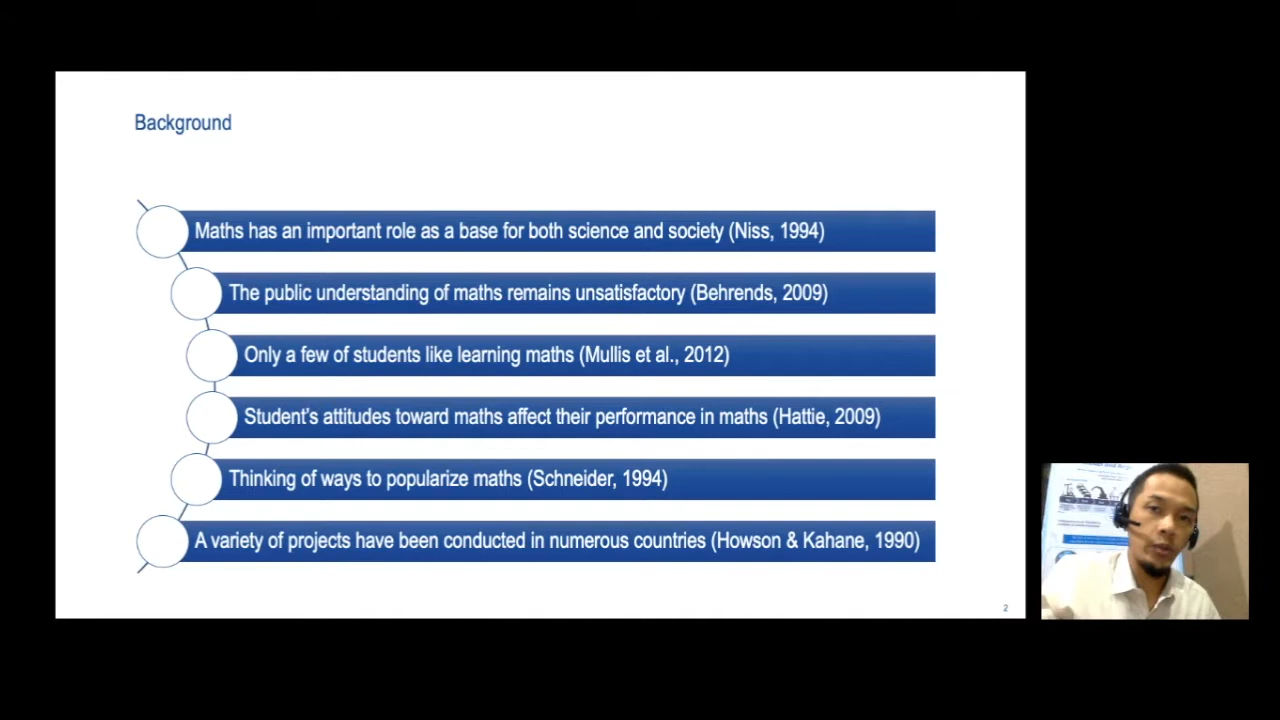 Background
Maths has an important role as a base for both science and society (Niss, 1994)
The public understanding of maths remains unsatisfactory (Behrends, 2009)
Only a few of students like learning maths (Mullis et al., 2012)
Student's attitudes toward maths affect their performance in maths (Hattie, 2009)
Thinking of ways to popularize maths (Schneider, 1994)
A variety of projects have been conducted in numerous countries (Howson & Kahane, 1990)
2